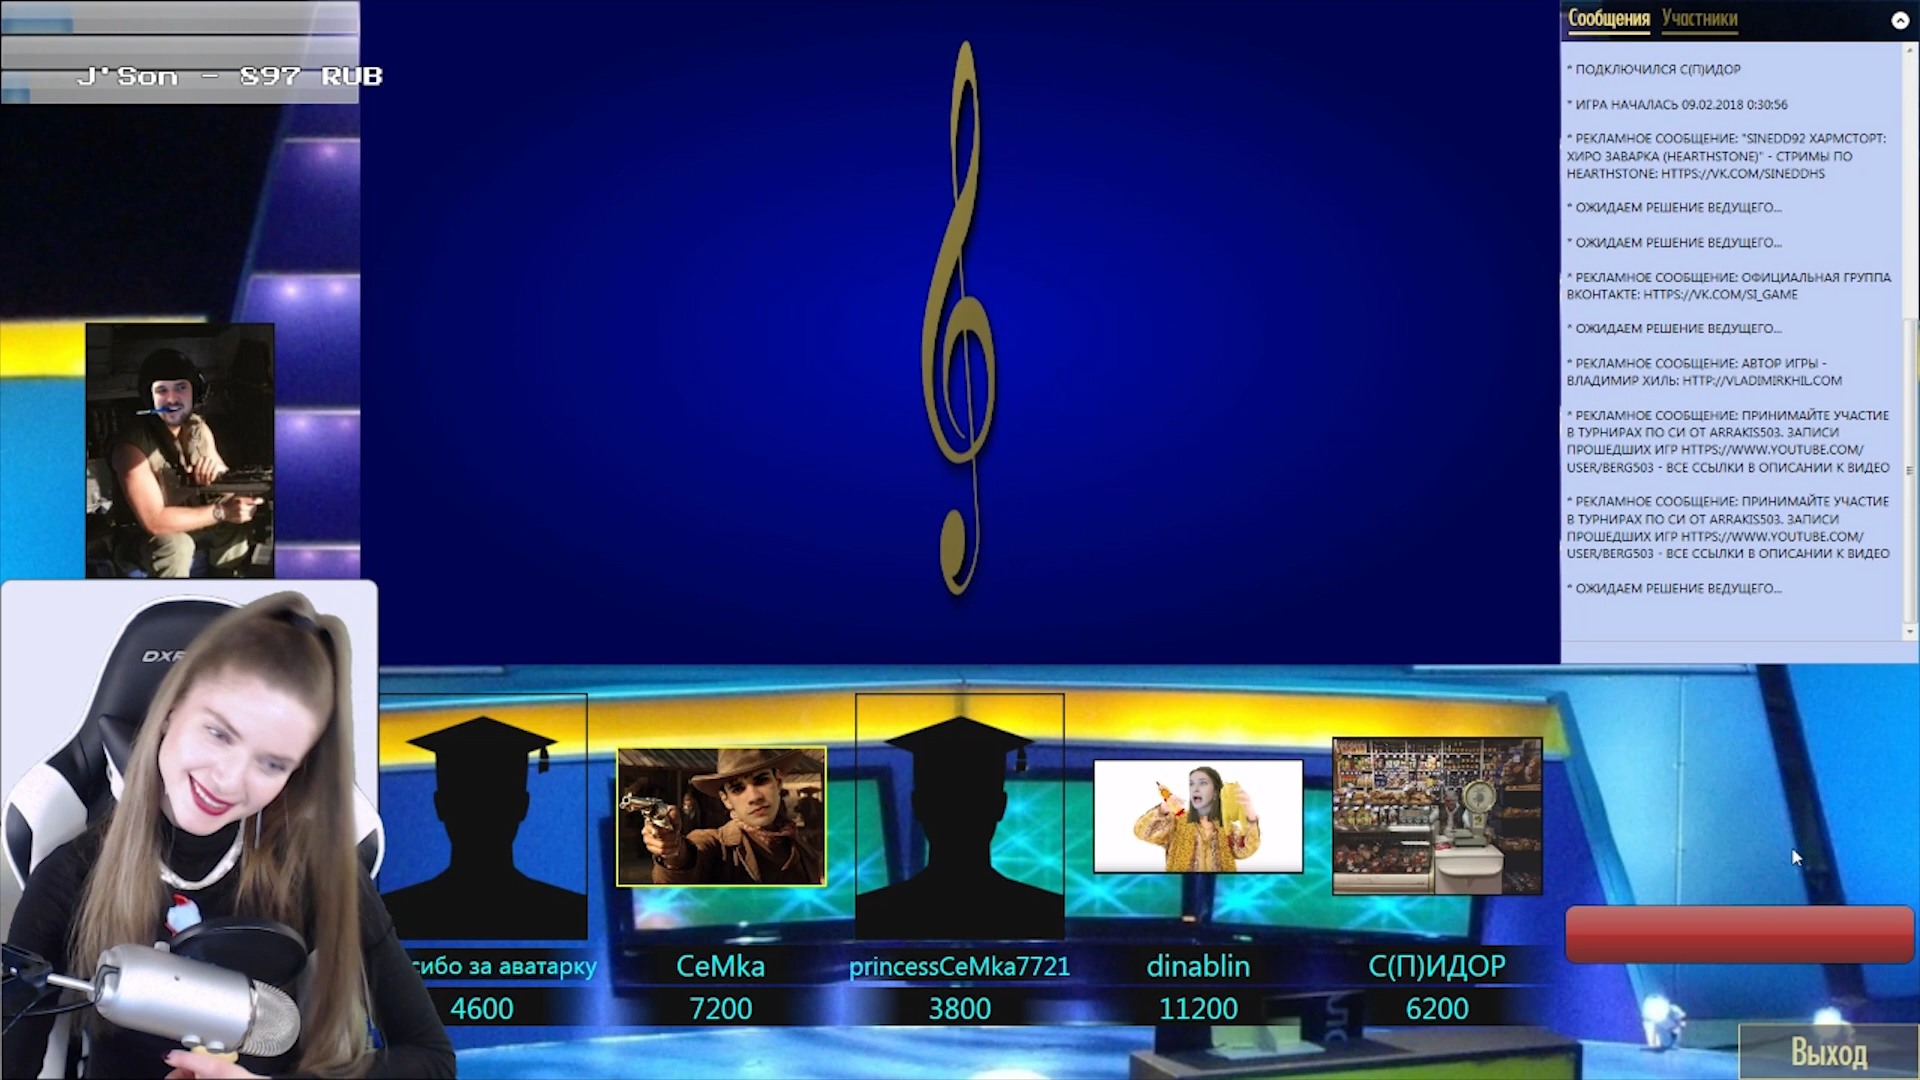 J'Son - 897 RUB
Сообщения Участники
* ПОДКЛЮЧИЛСЯ С(П)ИДОР
* ИГРА НАЧАЛАСЬ 09.02.2018 0:30:56
* РЕКЛАМНОЕ СООБЩЕНИЕ: "SINEDD92 ХАРМСТОРТ:
ХИРО ЗАВАРКА (HEARTHSTONE)" - СТРИМЫ ПО
HEARTHSTONE: HTTPS://VK.COM/SINEDDHS
* ОЖИДАЕМ РЕШЕНИЕ ВЕДУЩЕГО...
* ОЖИДАЕМ РЕШЕНИЕ ВЕДУЩЕГО...
* РЕКЛАМНОЕ СООБЩЕНИЕ: ОФИЦИАЛЬНАЯ ГРУППА
ВКОНТАКТЕ: HTTPS://VK.COM/SI_GAME
* ОЖИДАЕМ РЕШЕНИЕ ВЕДУЩЕГО...
* РЕКЛАМНОЕ СООБЩЕНИЕ: АВТОР ИГРЫ -
ВЛАДИМИР ХИЛЬ: HTTP://VLADIMIRKHIL.COM
* РЕКЛАМНОЕ СООБЩЕНИЕ: ПРИНИМАЙТЕ УЧАСТИЕ
В ТУРНИРАХ ПО СИ ОТ ARRAKIS503. ЗАПИСИ
ПРОШЕДШИХ ИГР HTTPS://WWW.YOUTUBE.COM/
USER/BERG503 - ВСЕ ССЫЛКИ В ОПИСАНИИ К ВИДЕО
* РЕКЛАМНОЕ СООБЩЕНИЕ: ПРИНИМАЙТЕ УЧАСТИЕ
В ТУРНИРАХ ПО СИ ОТ ARRAKIS503. ЗАПИСИ
ПРОШЕДШИХ ИГР HTTPS://WWW.YOUTUBE.COM/
USER/BERG503 - ВСЕ ССЫЛКИ В ОПИСАНИИ К ВИДЕО
* ОЖИДАЕМ РЕШЕНИЕ ВЕДУЩЕГО...
сибо за аватарку
4600
CeMka
7200
princessCeMka7721
3800
dinablin
11200
С(П)ИДОР
6200
Выход